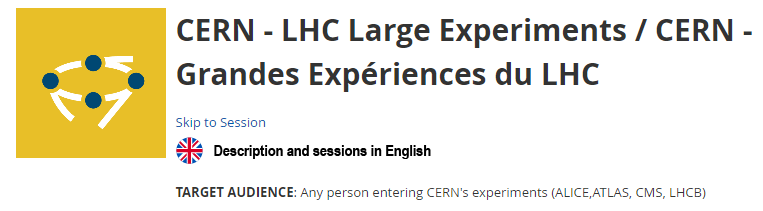 CERN - LHC Large Experiments / CERN -
Grandes Expériences du LHC
Skip to Session
Description and sessions in English
TARGET AUDIENCE: Any person entering CERN's experiments (ALICE,ATLAS, CMS, LHCB)